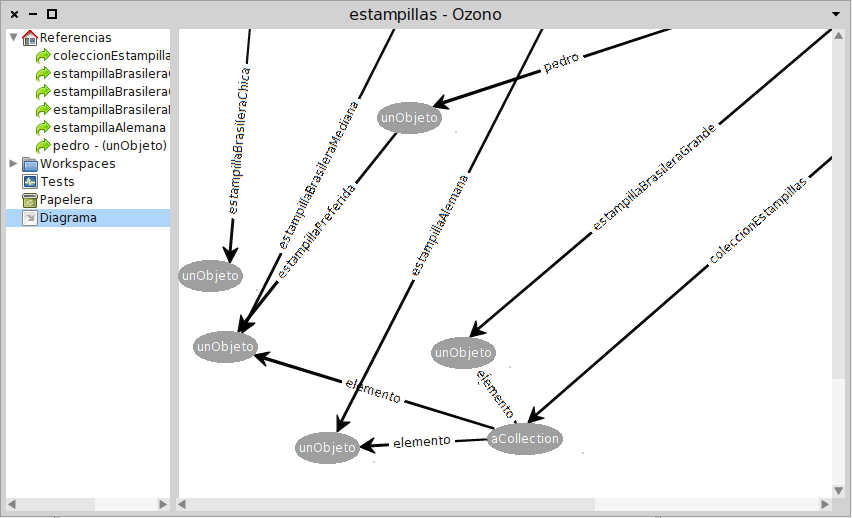 estampillas - Ozono
Referencias
coleccionEstampilla
estampillaBrasilera
estampillaBrasilera
estampillaBrasilera
estampillaAlemana
pedro - (unObjeto)
Workspaces
Tests
Papelera
Diagrama
pedro
estampillaBrasileraChica
estampillaBrasileraMediana
unObjeto
estampillaBrasileraGrande
estampillaPreferida
estampillaAlemana
coleccionEstampillas
unObjeto
unObjeto
unObjeto
elemento
elemento
unObjeto
elemento
aCollection